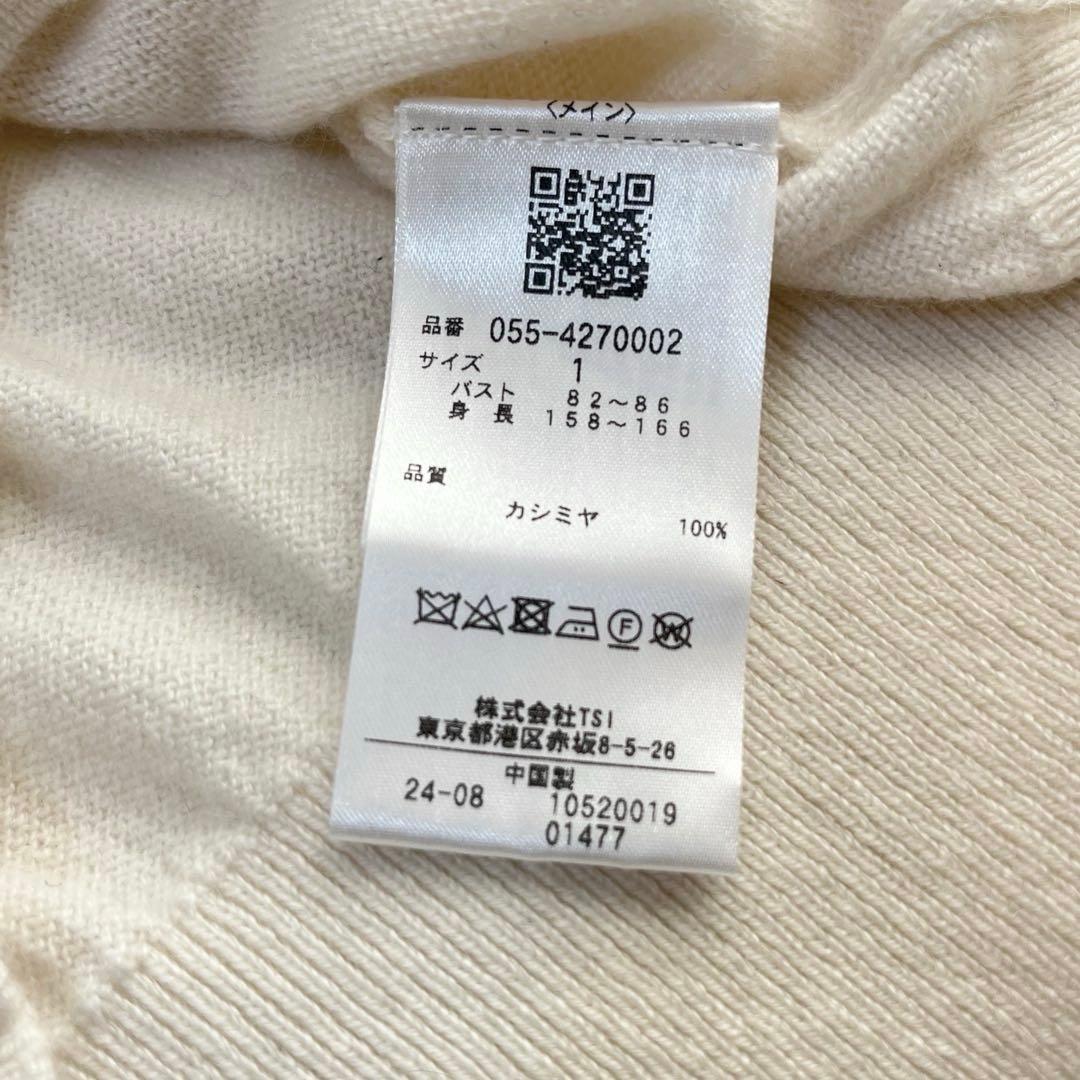 〈メイン〉
品番 055-4270002
サイズ 1
バスト 82〜86
身長 158〜166
品質
カシミヤ 100%
F
W
株式会社TSI
東京都港区赤坂8-5-26
中国製
24-08 10520019
01477